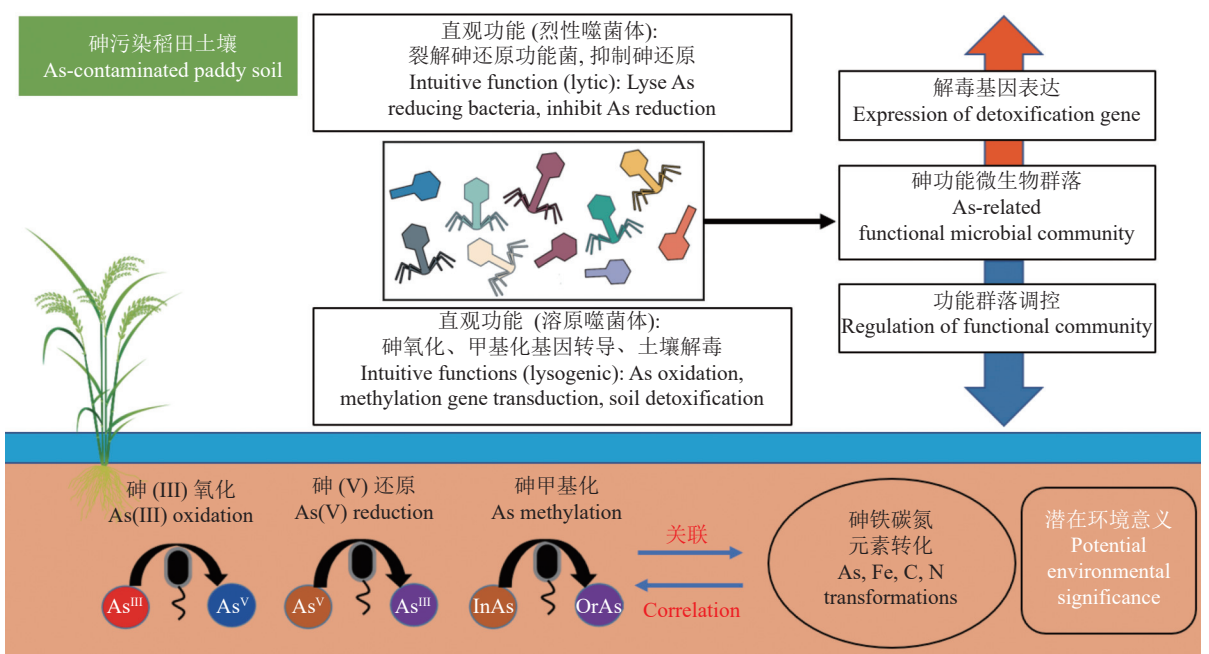 砷污染稻田土壤
As-contaminated paddy soil
直观功能 (烈性噬菌体):
裂解砷还原功能菌, 抑制砷还原
Intuitive function (lytic): Lyse As
reducing bacteria, inhibit As reduction
解毒基因表达
Expression of detoxification gene
砷功能微生物群落
As-related
functional microbial community
功能群落调控
Regulation of functional community
直观功能 (溶原噬菌体):
砷氧化、甲基化基因转导、土壤解毒
Intuitive functions (lysogenic): As oxidation,
methylation gene transduction, soil detoxification
砷 (III) 氧化
As(III) oxidation
As^III
As^V
砷 (V) 还原
As(V) reduction
As^V
As^III
砷甲基化
As methylation
InAs
OrAs
关联
Correlation
砷铁碳氮
元素转化
As, Fe, C, N
transformations
潜在环境意义
Potential
environmental
significance